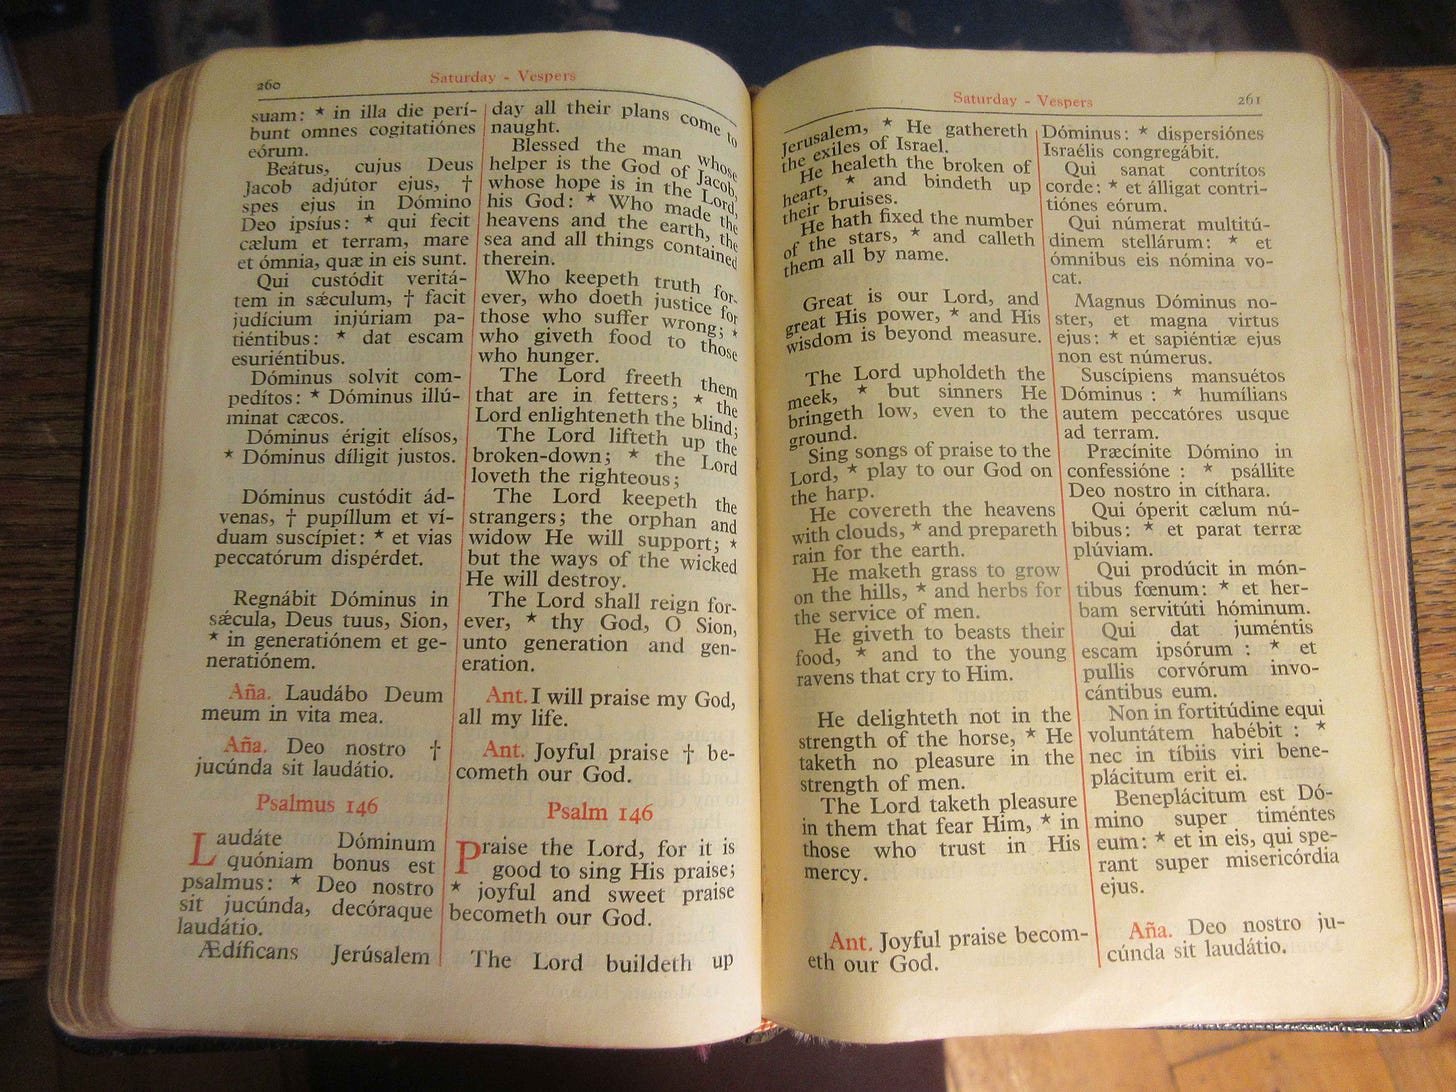 260
Saturday - Vespers
suam: * in illa die perí-
bunt omnes cogitatiónes
eórum.
Beátus, cujus Deus
Jacob adjútor ejus, †
spes ejus in Dómino
Deo ipsíus: * qui fecit
cælum et terram, mare
et ómnia, quæ in eis sunt.
Qui custódit veritá-
tem in sǽculum, † facit
judícium injúriam pa-
tiéntibus: * dat escam
esuriéntibus.
Dóminus solvit com-
pedítos: * Dóminus illú-
minat cæcos.
Dóminus érigit elísos,
* Dóminus díligit justos.
Dóminus custódit ád-
venas, † pupíllum et ví-
duam suscípiet: * et vias
peccatórum dispérdet.
Regnábit Dóminus in
sǽcula, Deus tuus, Sion,
* in generatiónem et ge-
neratiónem.
Aña. Laudábo Deum
meum in vita mea.
Aña. Deo nostro †
jucúnda sit laudátio.
Psalmus 146
Laudáte Dóminum
quóniam bonus est
psalmus: * Deo nostro
sit jucúnda, decóraque
laudátio.
Ædíficans Jerúsalem
day all their plans come to
naught.
Blessed the man whose
helper is the God of Jacob,
whose hope is in the Lord,
his God: * Who made the
heavens and the earth, the
sea and all things contained
therein.
Who keepeth truth for-
ever, who doeth justice for
those who suffer wrong; *
who giveth food to those
who hunger.
The Lord freeth them
that are in fetters; * the
Lord enlighteneth the blind;
The Lord lifteth up the
broken-down; * the Lord
loveth the righteous;
The Lord keepeth the
strangers; the orphan and
widow He will support; *
but the ways of the wicked
He will destroy.
The Lord shall reign for-
ever, * thy God, O Sion,
unto generation and gen-
eration.
Ant. I will praise my God,
all my life.
Ant. Joyful praise † be-
cometh our God.
Psalm 146
Praise the Lord, for it is
good to sing His praise;
* joyful and sweet praise
becometh our God.
The Lord buildeth up
Saturday - Vespers
261
Jerusalem, * He gathereth
the exiles of Israel.
He healeth the broken of
heart, * and bindeth up
their bruises.
He hath fixed the number
of the stars, * and calleth
them all by name.
Great is our Lord, and
great His power, * and His
wisdom is beyond measure.
The Lord upholdeth the
meek, * but sinners He
bringeth low, even to the
ground.
Sing songs of praise to the
Lord, * play to our God on
the harp.
He covereth the heavens
with clouds, * and prepareth
rain for the earth.
He maketh grass to grow
on the hills, * and herbs for
the service of men.
He giveth to beasts their
food, * and to the young
ravens that cry to Him.
He delighteth not in the
strength of the horse, * He
taketh no pleasure in the
strength of men.
The Lord taketh pleasure
in them that fear Him, * in
those who trust in His
mercy.
Ant. Joyful praise becom-
eth our God.
Dóminus: * dispersiónes
Israélis congregábit.
Qui sanat contrítos
corde: * et álligat contri-
tiónes eórum.
Qui númerat multitú-
dinem stellárum: * et
ómnibus eis nómina vo-
cat.
Magnus Dóminus no-
ster, et magna virtus
ejus: * et sapiéntiæ ejus
non est númerus.
Suscípiens mansuétos
Dóminus : * humílians
autem peccatóres usque
ad terram.
Præcínite Dómino in
confessióne : * psállite
Deo nostro in cíthara.
Qui óperit cælum nú-
bibus: * et parat terræ
plúviam.
Qui prodúcit in món-
tibus fœnum: * et her-
bam servitúti hóminum.
Qui dat juméntis
escam ipsórum : * et
pullis corvórum invo-
cántibus eum.
Non in fortitúdine equi
voluntátem habébit : *
nec in tíbiis viri bene-
plácitum erit ei.
Beneplácitum est Dó-
mino super timéntes
eum: * et in eis, qui spe-
rant super misericórdia
ejus.
Aña. Deo nostro ju-
cúnda sit laudátio.